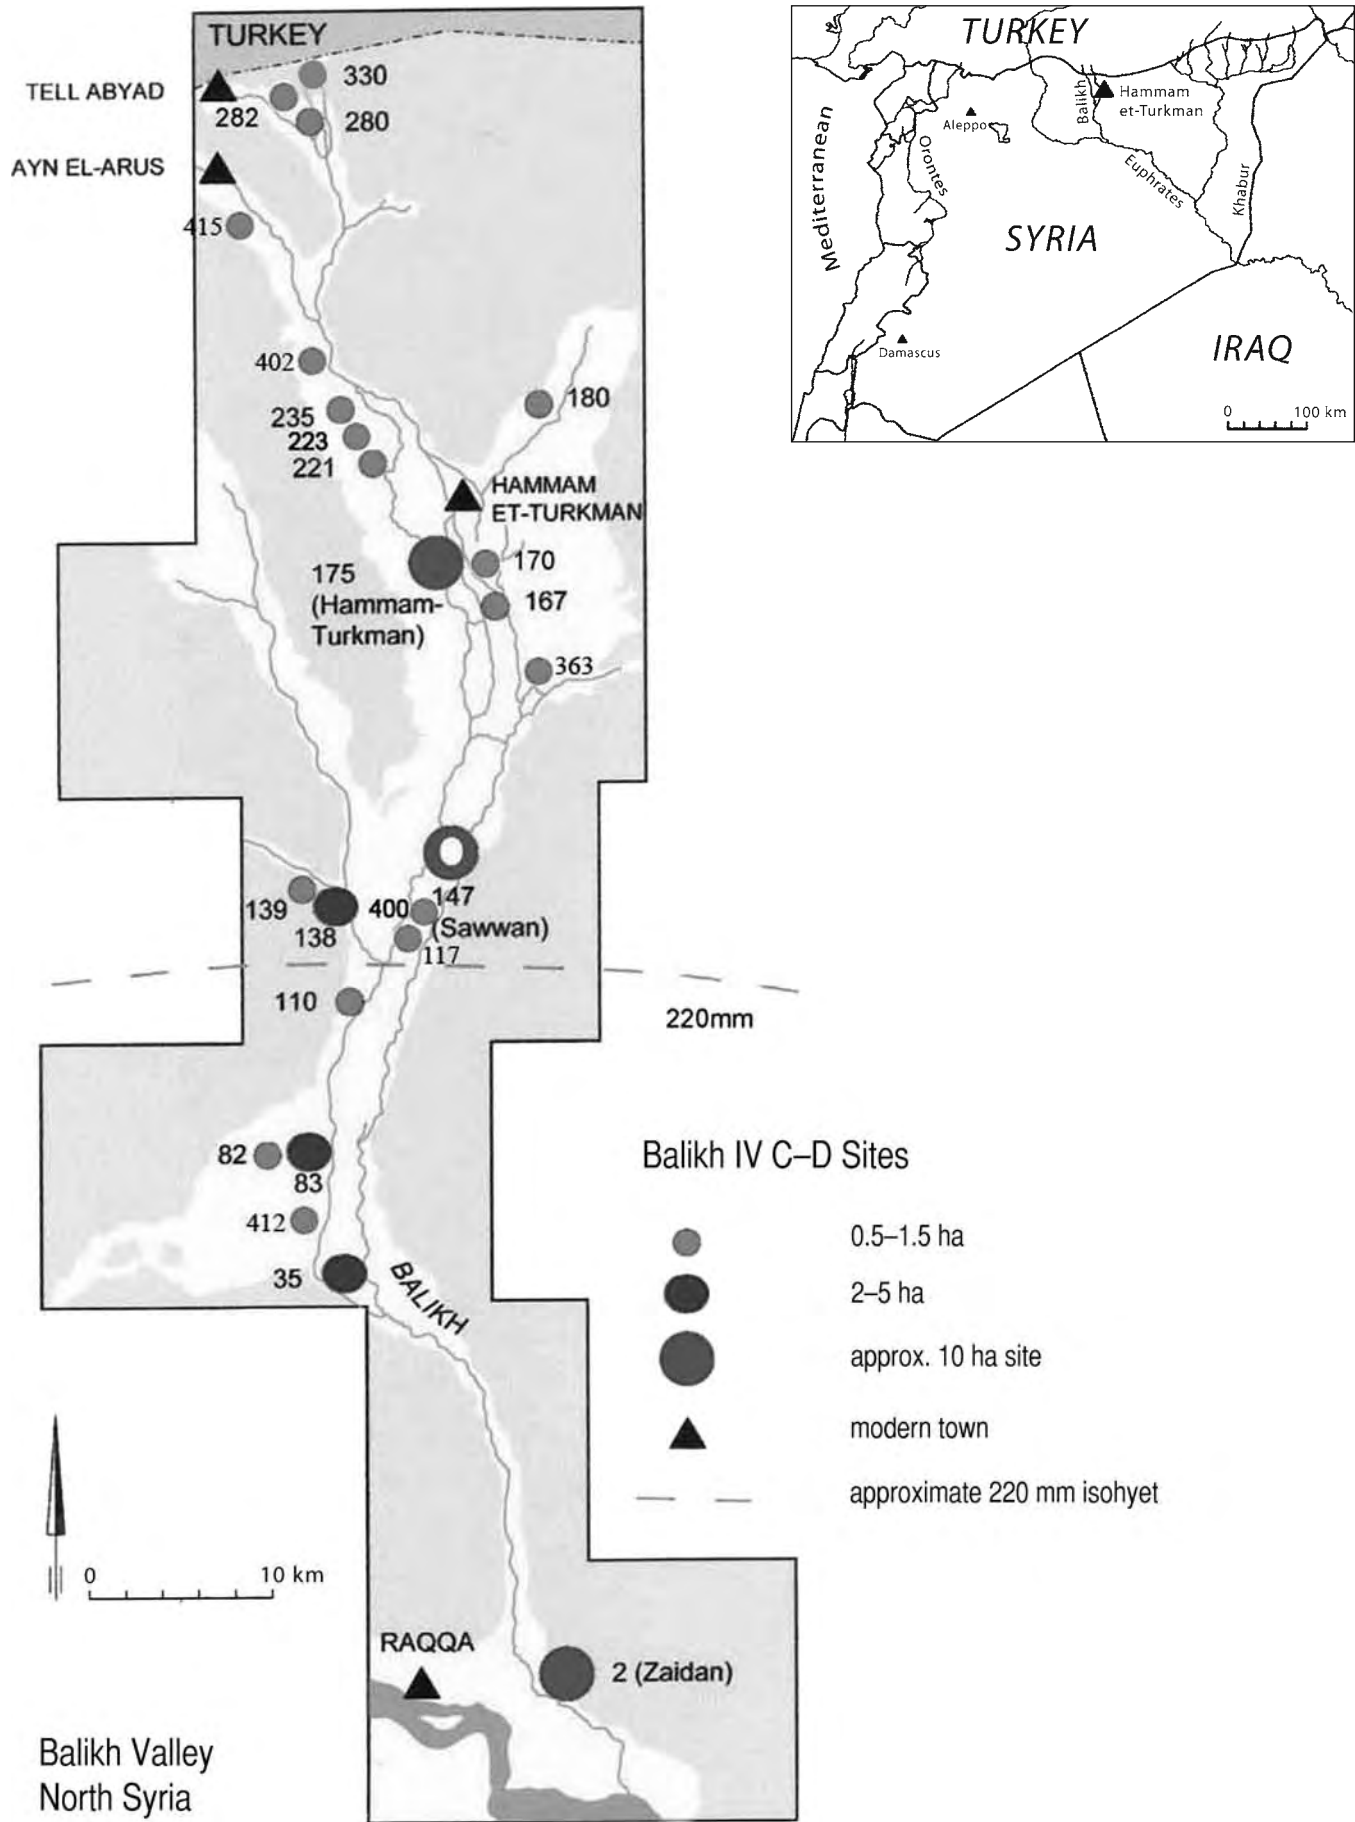 TURKEY
330
TELL ABYAD
282
280
AYN EL-ARUS
415
402
180
235
223
221
HAMMAM
ET-TURKMAN
170
175
(Hammam-
Turkman)
167
363
139
138
400
147
(Sawwan)
117
110
220mm
82
83
412
35
BALIKH
0 10 km
RAQQA
2 (Zaidan)
Balikh Valley
North Syria
TURKEY
Mediterranean
Aleppo
Orontes
Balikh
Hammam
et-Turkman
Euphrates
Khabur
SYRIA
Damascus
IRAQ
0 100 km
Balikh IV C–D Sites
0.5–1.5 ha
2–5 ha
approx. 10 ha site
modern town
approximate 220 mm isohyet